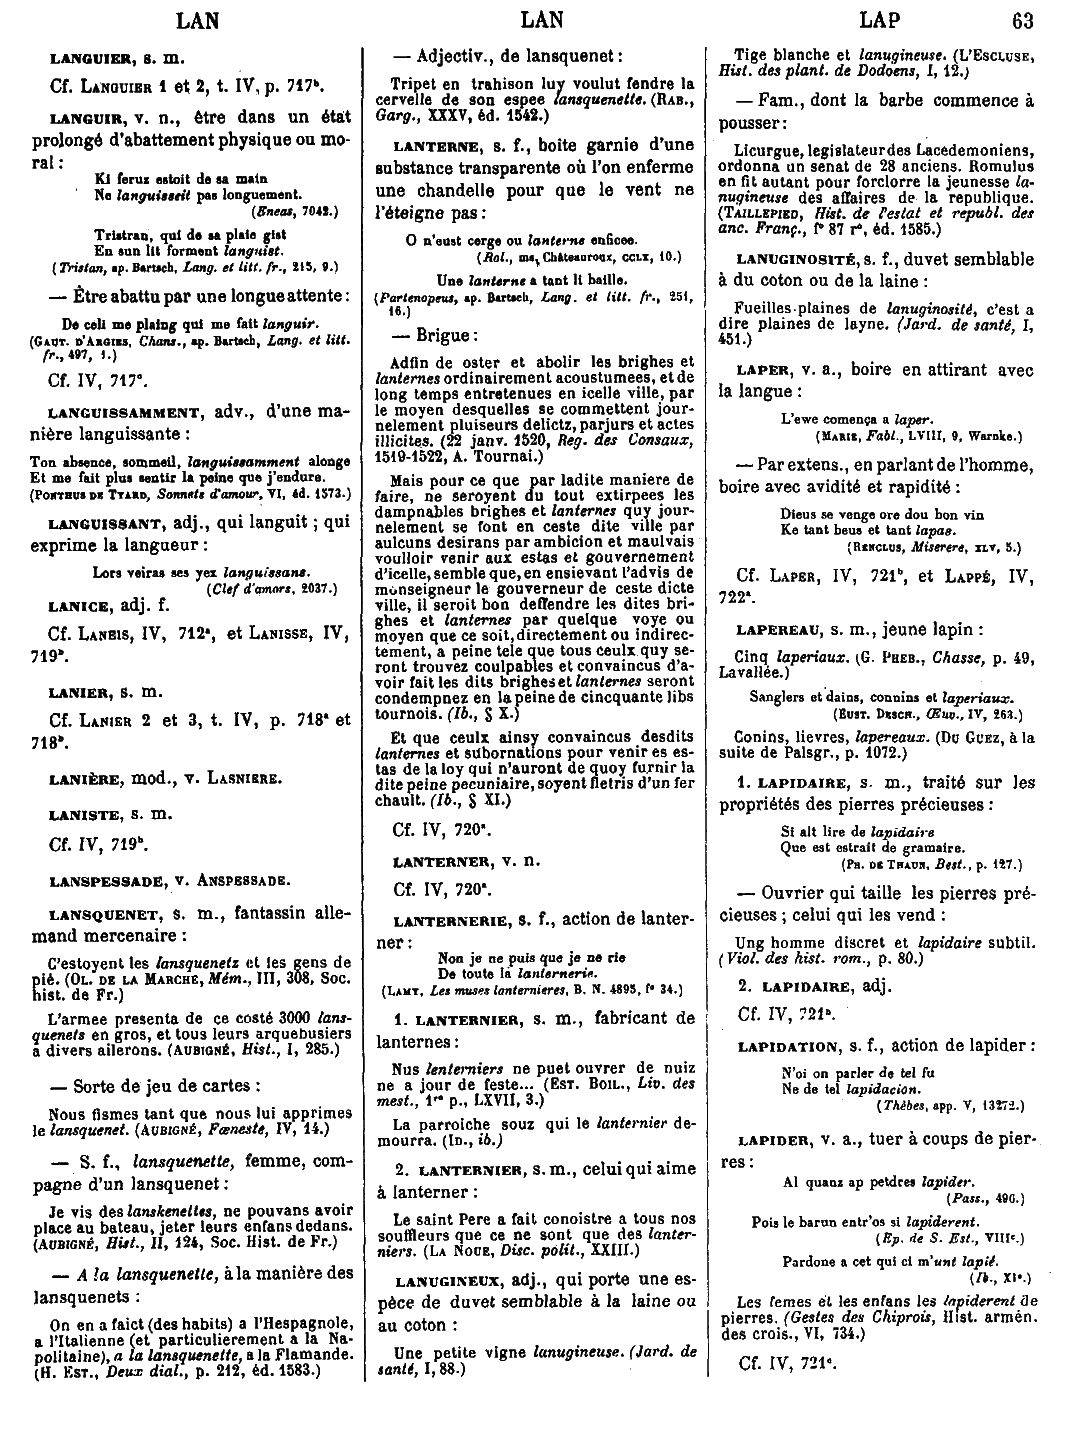 LAN LAN LAP 63
LANGUIER, s. m.
Cf. LANGUIER 1 et 2, t. IV, p. 717ᵇ.
LANGUIR, v. n., être dans un état
prolongé d'abattement physique ou mo-
ral :
Ki feruz estoit de sa main
Ne languisseit pas longuement.
(Eneas, 7042.)
Tristran, qui de sa plaie gist
En sun lit forment languist.
(Tristan, ap. Bartsch, Lang. et litt. fr., 215, 9.)
— Être abattu par une longue attente :
De celi me plaing qui me fait languir.
(GAUT. D'ARGIES, Chans., ap. Bartsch, Lang. et litt.
fr., 497, 1.)
Cf. IV, 717ᶜ.
LANGUISSAMMENT, adv., d'une ma-
nière languissante :
Ton absence, sommeil, languissamment alonge
Et me fait plus sentir la peine que j'endure.
(PONTHUS DE TYARD, Sonnets d'amour, VI, éd. 1573.)
LANGUISSANT, adj., qui languit ; qui
exprime la langueur :
Lors veiras ses yex languissans.
(Clef d'amors, 2037.)
LANICE, adj. f.
Cf. LANEIS, IV, 712ᵃ, et LANISSE, IV,
719ᵇ.
LANIER, s. m.
Cf. LANIER 2 et 3, t. IV, p. 718ᵃ et
718ᵇ.
LANIÈRE, mod., v. LASNIERE.
LANISTE, s. m.
Cf. IV, 719ᵇ.
LANSPESSADE, v. ANSPESSADE.
LANSQUENET, s. m., fantassin alle-
mand mercenaire :
C'estoyent les lansquenetz et les gens de
pié. (OL. DE LA MARCHE, Mém., III, 308, Soc.
hist. de Fr.)
L'armee presenta de ce costé 3000 lans-
quenets en gros, et tous leurs arquebusiers
a divers ailerons. (AUBIGNÉ, Hist., I, 285.)
— Sorte de jeu de cartes :
Nous fismes tant que nous lui apprimes
le lansquenet. (AUBIGNÉ, Fæneste, IV, 14.)
— S. f., lansquenette, femme, com-
pagne d'un lansquenet :
Je vis des lanskenettes, ne pouvans avoir
place au bateau, jeter leurs enfans dedans.
(AUBIGNÉ, Hist., II, 124, Soc. Hist. de Fr.)
— A la lansquenette, à la manière des
lansquenets :
On en a faict (des habits) a l'Hespagnole,
a l'Italienne (et particulierement a la Na-
politaine), a la lansquenette, a la Flamande.
(H. EST., Deux dial., p. 212, éd. 1583.)
— Adjectiv., de lansquenet :
Tripet en trahison luy voulut fendre la
cervelle de son espee lansquenette. (RAB.,
Garg., XXXV, éd. 1542.)
LANTERNE, s. f., boite garnie d'une
substance transparente où l'on enferme
une chandelle pour que le vent ne
l'éteigne pas :
O n'eust cerge ou lanterne enficee.
(Rol., ms. Châteauroux, CCLX, 10.)
Une lanterne a tant li baille.
(Partenopeus, ap. Bartsch, Lang. et litt. fr., 251,
16.)
— Brigue :
Adfin de oster et abolir les brighes et
lanternes ordinairement acoustumees, et de
long temps entretenues en icelle ville, par
le moyen desquelles se commettent jour-
nelement pluiseurs delictz, parjurs et actes
illicites. (22 janv. 1520, Reg. des Consaux,
1519-1522, A. Tournai.)
Mais pour ce que par ladite maniere de
faire, ne seroyent du tout extirpees les
dampnables brighes et lanternes quy jour-
nelement se font en ceste dite ville par
aulcuns desirans par ambicion et mauvais
voulloir venir aux estas et gouvernement
d'icelle, semble que, en ensievant l'advis de
monseigneur le gouverneur de ceste dicte
ville, il seroit bon deffendre les dites bri-
ghes et lanternes par quelque voye ou
moyen que ce soit, directement ou indirec-
tement, a peine tele que tous ceulx quy se-
ront trouvez coulpables et convaincus d'a-
voir fait les dits brighes et lanternes seront
condempnez en la peine de cincquante libs
tournois. (Ib., § X.)
Et que ceulx ainsy convaincus desdits
lanternes et subornations pour venir es es-
tas de la loy qui n'auront de quoy furnir la
dite peine pecuniaire, soyent fletris d'un fer
chault. (Ib., § XI.)
Cf. IV, 720ᵃ.
LANTERNER, v. n.
Cf. IV, 720ᵃ.
LANTERNERIE, s. f., action de lanter-
ner :
Non je ne puis que je ne rie
De toute la lanternerie.
(LAMY, Les muses lanternieres, B. N. 4895, fᵒ 34.)
1. LANTERNIER, s. m., fabricant de
lanternes :
Nus lenterniers ne puet ouvrer de nuiz
ne a jour de feste... (EST. BOIL., Liv. des
mest., 1ʳᵉ p., LXVII, 3.)
La parroiche souz qui le lanternier de-
mourra. (ID., ib.)
2. LANTERNIER, s. m., celui qui aime
à lanterner :
Le saint Pere a fait conoistre a tous nos
souffleurs que ce ne sont que des lanter-
niers. (LA NOUE, Disc. polit., XXIII.)
LANUGINEUX, adj., qui porte une es-
pèce de duvet semblable à la laine ou
au coton :
Une petite vigne lanugineuse. (Jard. de
santé, I, 88.)
Tige blanche et lanugineuse. (L'ESCLUSE,
Hist. des plant. de Dodoens, I, 12.)
— Fam., dont la barbe commence à
pousser :
Licurgue, legislateur des Lacedemoniens,
ordonna un senat de 28 anciens. Romulus
en fit autant pour forclorre la jeunesse la-
nugineuse des affaires de la republique.
(TAILLEPIED, Hist. de l'estat et republ. des
anc. Franç., fᵒ 87 rᵒ, éd. 1585.)
LANUGINOSITÉ, s. f., duvet semblable
à du coton ou de la laine :
Fueilles plaines de lanuginosité, c'est a
dire plaines de layne. (Jard. de santé, I,
451.)
LAPER, v. a., boire en attirant avec
la langue :
L'ewe comença a laper.
(MARIE, Fabl., LVIII, 9, Warnke.)
— Par extens., en parlant de l'homme,
boire avec avidité et rapidité :
Dieus se venge ore dou bon vin
Ke tant beus et tant lapas.
(RENCLUS, Miserere, XLV, 5.)
Cf. LAPER, IV, 721ᵇ, et LAPPÉ, IV,
722ᵃ.
LAPEREAU, s. m., jeune lapin :
Cinq laperiaux. (G. PHEB., Chasse, p. 49,
Lavallée.)
Sanglers et dains, connins et laperiaux.
(EUST. DESCH., Œuv., IV, 263.)
Conins, lievres, lapereaux. (DU GUEZ, à la
suite de Palsgr., p. 1072.)
1. LAPIDAIRE, s. m., traité sur les
propriétés des pierres précieuses :
Si alt lire de lapidaire
Que est estrait de gramaire.
(PH. DE THAUN, Best., p. 127.)
— Ouvrier qui taille les pierres pré-
cieuses ; celui qui les vend :
Ung homme discret et lapidaire subtil.
(Viol. des hist. rom., p. 80.)
2. LAPIDAIRE, adj.
Cf. IV, 721ᵇ.
LAPIDATION, s. f., action de lapider :
N'oi on parler de tel fu
Ne de tel lapidacion.
(Thèbes, app. V, 13272.)
LAPIDER, v. a., tuer à coups de pier-
res :
Al quanz ap petdres lapider.
(Pass., 496.)
Pois le barun entr'os si lapiderent.
(Ep. de S. Est., VIIIᵉ.)
Pardone a cet qui ci m'unt lapié.
(Ib., XIᵉ.)
Les femes et les enfans les lapiderent de
pierres. (Gestes des Chiprois, Hist. armén.
des crois., VI, 734.)
Cf. IV, 721ᶜ.